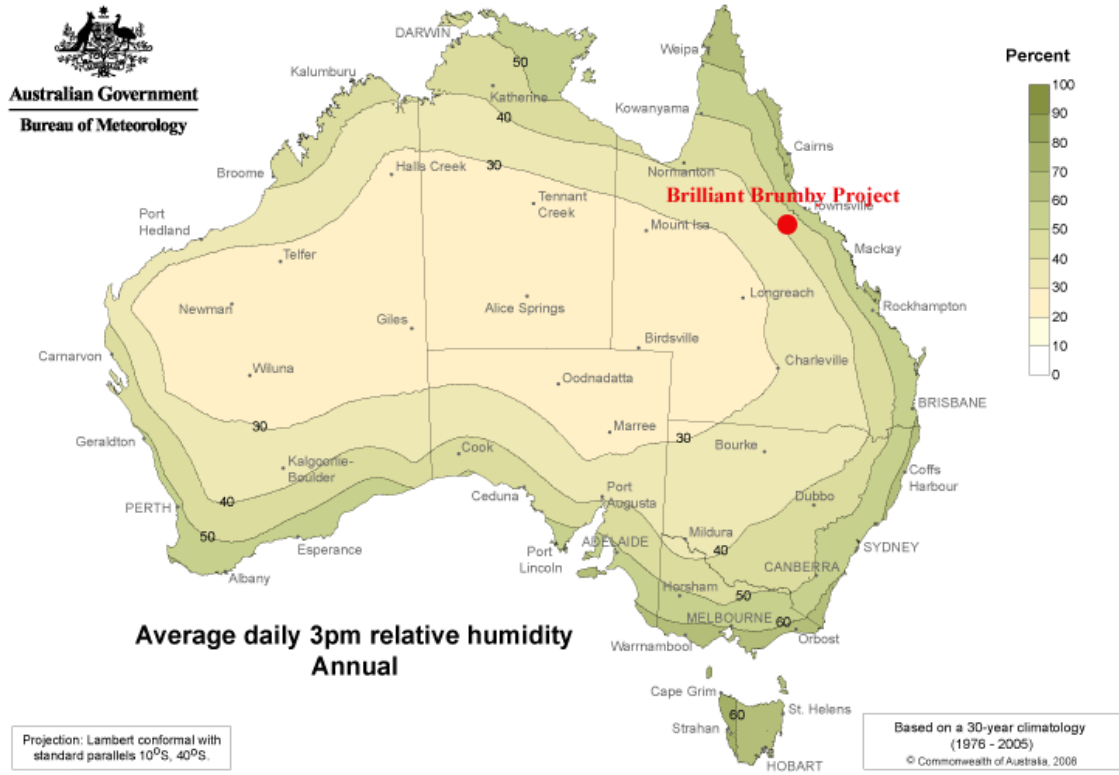 Australian Government
Bureau of Meteorology
DARWIN
Weipa
Percent
Kalumburu
50
Katherine
Kowanyama
40
100
90
80
70
60
50
40
30
20
10
0
Cairns
Broome
Halls Creek
30
Normanton
Brilliant Brumby Project
Townsville
Tennant
Creek
Port
Hedland
Mount Isa
Mackay
Telfer
Newman
Alice Springs
Longreach
Rockhampton
Giles
Birdsville
Carnarvon
Wiluna
Oodnadatta
Charleville
BRISBANE
30
Marree
30
Geraldton
Bourke
Cook
Kalgoorlie-
Boulder
Coffs
Harbour
Ceduna
Port
Augusta
Dubbo
40
PERTH
Mildura
50
ADELAIDE
40
SYDNEY
Esperance
Port
Lincoln
CANBERRA
Albany
Horsham
50
MELBOURNE
60
Orbost
Average daily 3pm relative humidity
Annual
Warrnambool
Cape Grim
St. Helens
60
Strahan
HOBART
Projection: Lambert conformal with
standard parallels 10⁰S, 40⁰S.
Based on a 30-year climatology
(1976 - 2005)
© Commonwealth of Australia, 2008